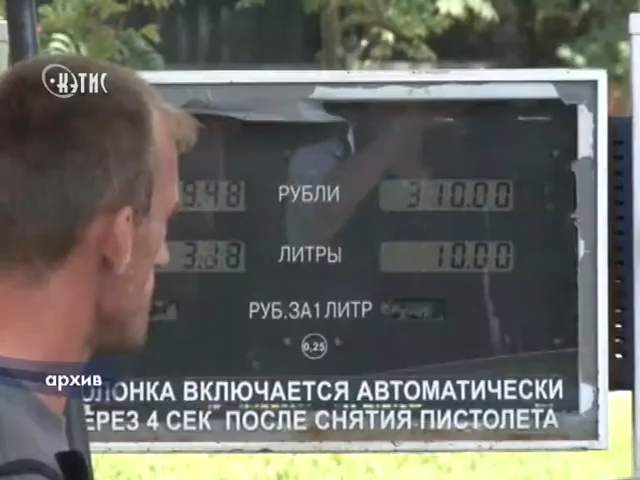 КЭТИС
9.48 РУБЛИ 310.00
3.38 ЛИТРЫ 10.00
РУБ.ЗА 1 ЛИТР
0,25
архив
ОЛОНКА ВКЛЮЧАЕТСЯ АВТОМАТИЧЕСКИ
ЕРЕЗ 4 СЕК ПОСЛЕ СНЯТИЯ ПИСТОЛЕТА